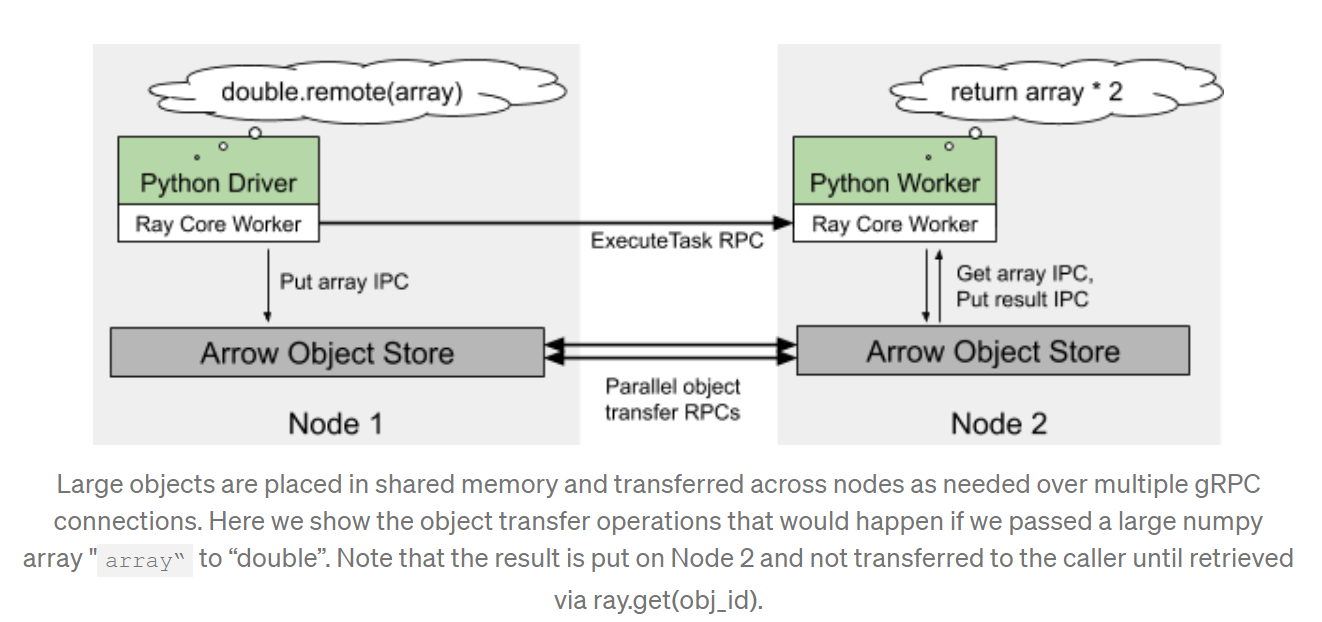 double.remote(array)
return array * 2
Python Driver
Ray Core Worker
Python Worker
Ray Core Worker
ExecuteTask RPC
Put array IPC
Get array IPC,
Put result IPC
Arrow Object Store
Arrow Object Store
Parallel object
transfer RPCs
Node 1
Node 2
Large objects are placed in shared memory and transferred across nodes as needed over multiple gRPC
connections. Here we show the object transfer operations that would happen if we passed a large numpy
array "array“ to “double”. Note that the result is put on Node 2 and not transferred to the caller until retrieved
via ray.get(obj_id).